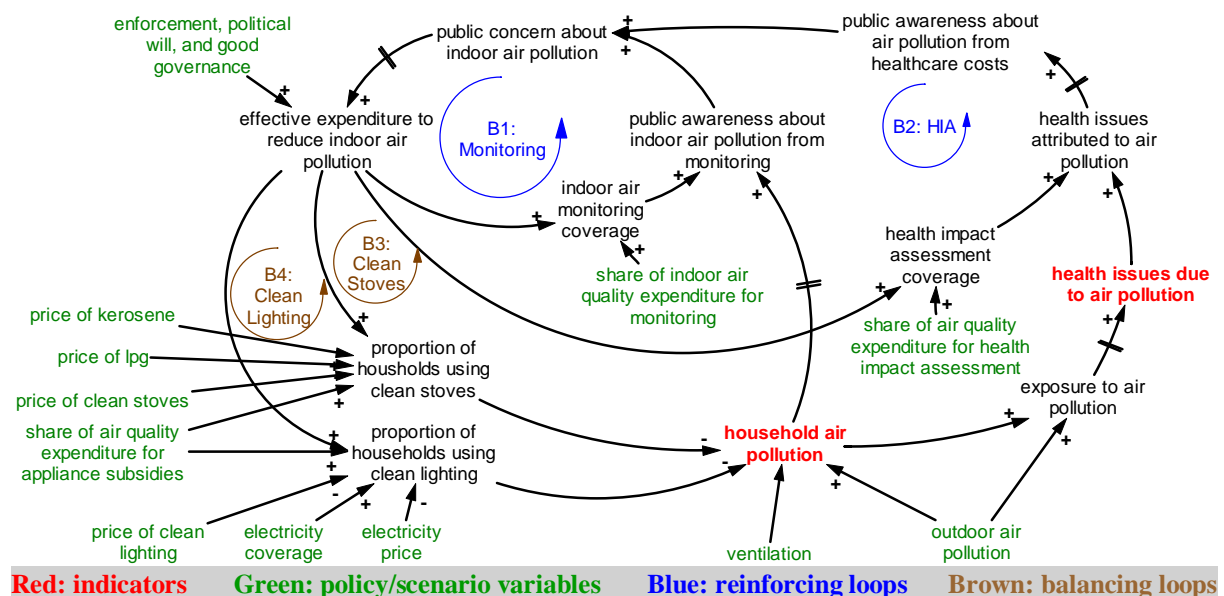 enforcement, political
will, and good
governance
public concern about
indoor air pollution
public awareness about
air pollution from
healthcare costs
effective expenditure to
reduce indoor air
pollution
B1:
Monitoring
public awareness about
indoor air pollution from
monitoring
B2: HIA
health issues
attributed to air
pollution
indoor air
monitoring
coverage
B3:
Clean
Stoves
B4:
Clean
Lighting
health impact
assessment
coverage
share of indoor air
quality expenditure for
monitoring
health issues due
to air pollution
price of kerosene
share of air quality
expenditure for health
impact assessment
price of lpg
proportion of
housholds using
clean stoves
price of clean stoves
exposure to air
pollution
share of air quality
expenditure for
appliance subsidies
proportion of
households using
clean lighting
household air
pollution
price of clean
lighting
electricity
coverage
electricity
price
ventilation
outdoor air
pollution
Red: indicators Green: policy/scenario variables Blue: reinforcing loops Brown: balancing loops